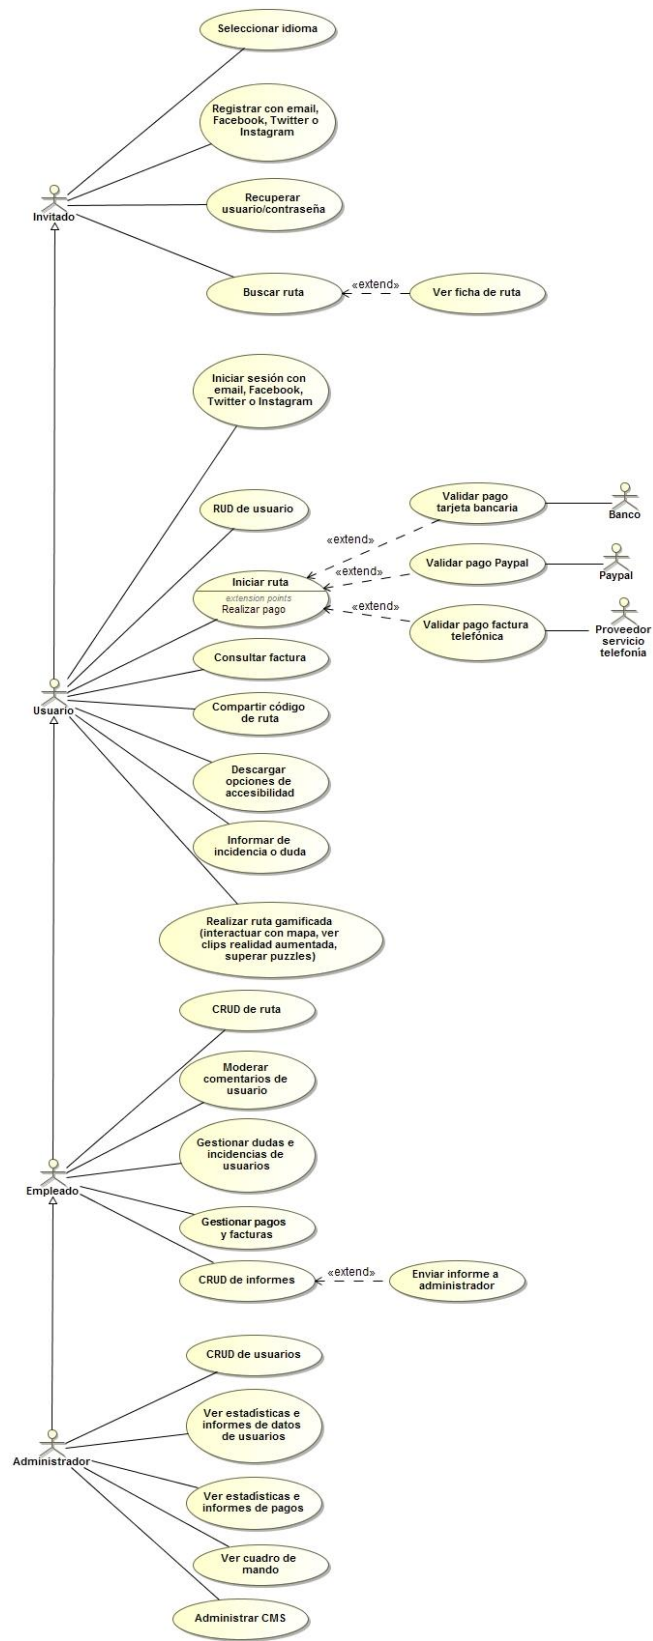 Seleccionar idioma
Registrar con email,
Facebook, Twitter o
Instagram
Recuperar
usuario/contraseña
Invitado
Buscar ruta
«extend»
Ver ficha de ruta
Iniciar sesión con
email, Facebook,
Twitter o Instagram
RUD de usuario
Validar pago
tarjeta bancaria
Banco
«extend»
Iniciar ruta
extension points
Realizar pago
«extend»
Validar pago Paypal
Paypal
«extend»
Validar pago factura
telefónica
Proveedor
servicio
telefonía
Consultar factura
Usuario
Compartir código
de ruta
Descargar
opciones de
accesibilidad
Informar de
incidencia o duda
Realizar ruta gamificada
(interactuar con mapa, ver
clips realidad aumentada,
superar puzzles)
CRUD de ruta
Moderar
comentarios de
usuario
Gestionar dudas e
incidencias de
usuarios
Empleado
Gestionar pagos
y facturas
CRUD de informes
«extend»
Enviar informe a
administrador
CRUD de usuarios
Ver estadísticas e
informes de datos
de usuarios
Administrador
Ver estadísticas e
informes de pagos
Ver cuadro de
mando
Administrar CMS